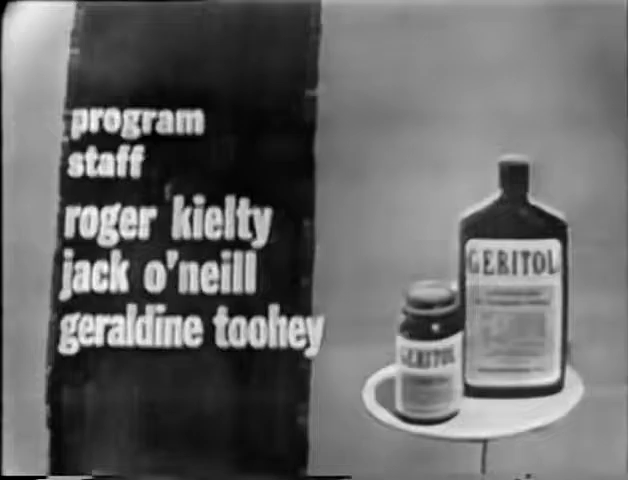 program
staff
roger kielty
jack o'neill
geraldine toohey
GERITOL
GERITOL